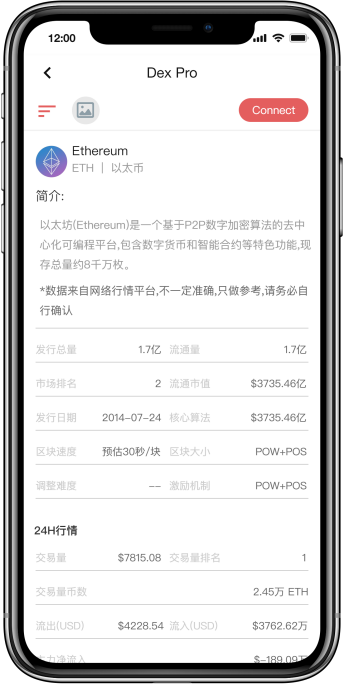 12:00
Dex Pro
Connect
Ethereum
ETH | 以太币
简介:
以太坊(Ethereum)是一个基于P2P数字加密算法的去中
心化可编程平台,包含数字货币和智能合约等特色功能,现
存总量约8千万枚。
*数据来自网络行情平台,不一定准确,只做参考,请务必自
行确认
发行总量 1.7亿 流通量 1.7亿
市场排名 2 流通市值 $3735.46亿
发行日期 2014-07-24 核心算法 $3735.46亿
区块速度 预估30秒/块 区块大小 POW+POS
调整难度 -- 激励机制 POW+POS
24H行情
交易量 $7815.08 交易量排名 1
交易量币数 2.45万 ETH
流出(USD) $4228.54 流入(USD) $3762.62万
力净流入 $-189.09万